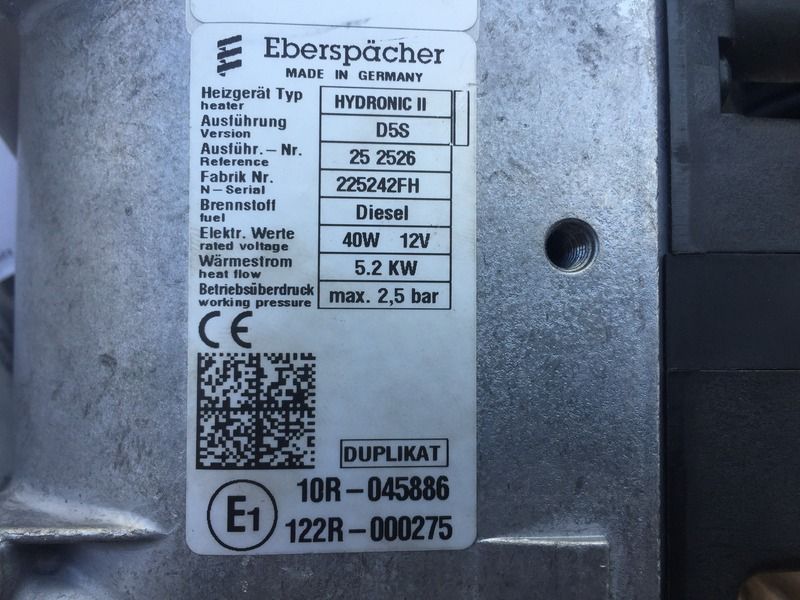 Eberspächer
MADE IN GERMANY
Heizgerät Typ HYDRONIC II
heater
Ausführung D5S
Version
Ausführ.–Nr. 25 2526
Reference
Fabrik Nr. 225242FH
N–Serial
Brennstoff Diesel
fuel
Elektr. Werte 40W 12V
rated voltage
Wärmestrom 5.2 KW
heat flow
Betriebsüberdruck max. 2,5 bar
working pressure
CE
DUPLIKAT
E1 10R–045886
122R–000275